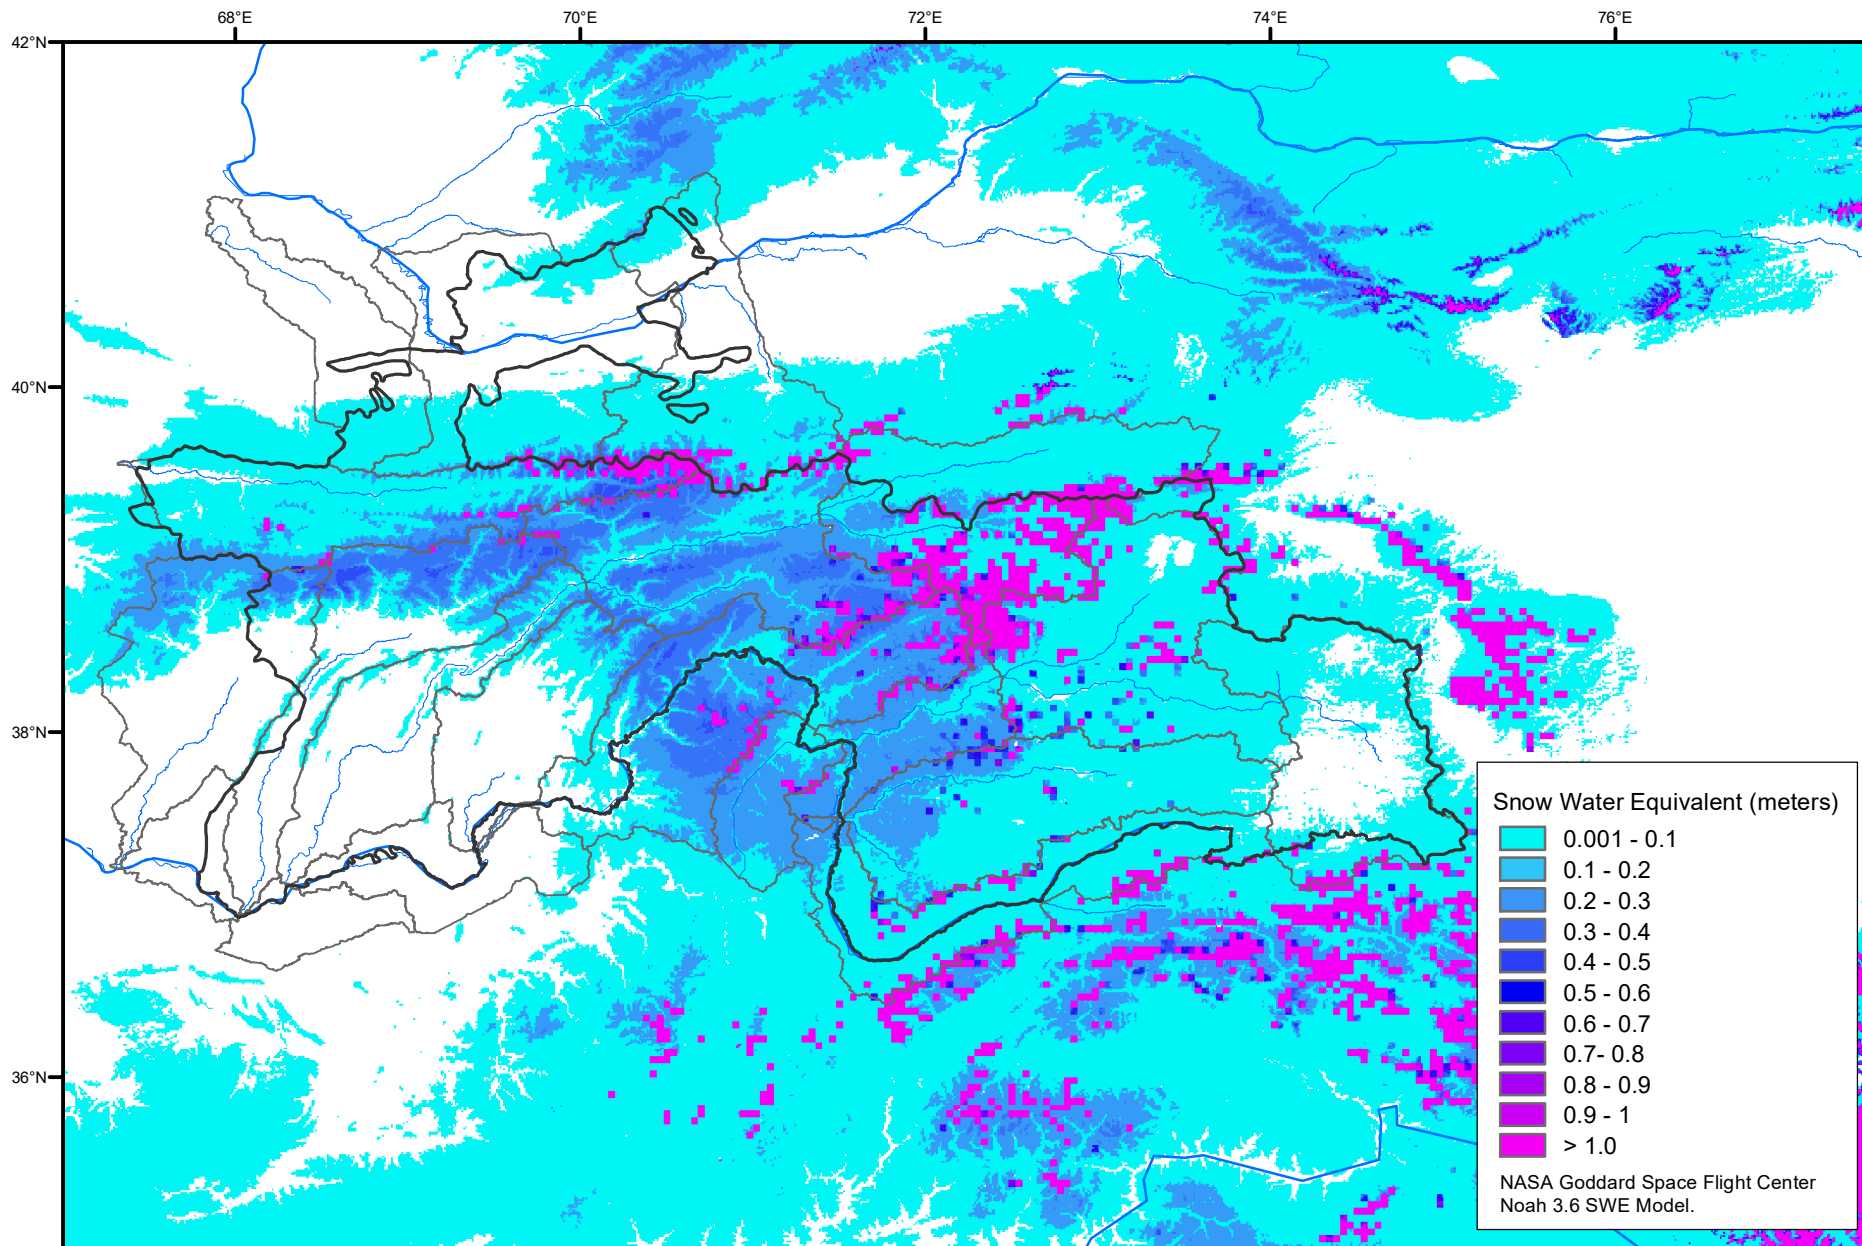 68°E 70°E 72°E 74°E 76°E
42°N
40°N
38°N
36°N
Snow Water Equivalent (meters)
0.001 - 0.1
0.1 - 0.2
0.2 - 0.3
0.3 - 0.4
0.4 - 0.5
0.5 - 0.6
0.6 - 0.7
0.7- 0.8
0.8 - 0.9
0.9 - 1
> 1.0
NASA Goddard Space Flight Center
Noah 3.6 SWE Model.